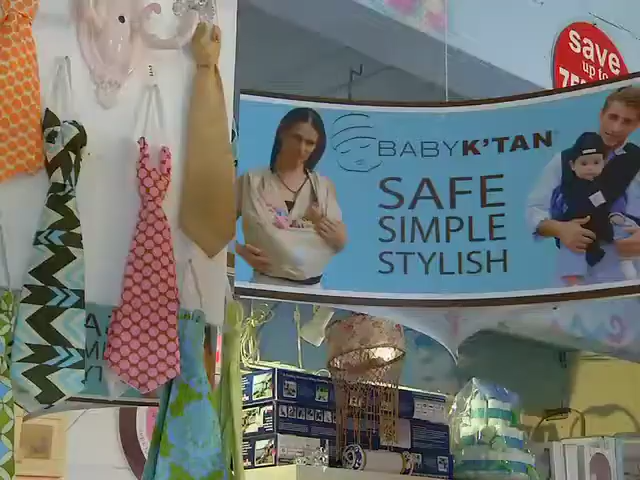 save
up to
BABY K'TAN
SAFE
SIMPLE
STYLISH